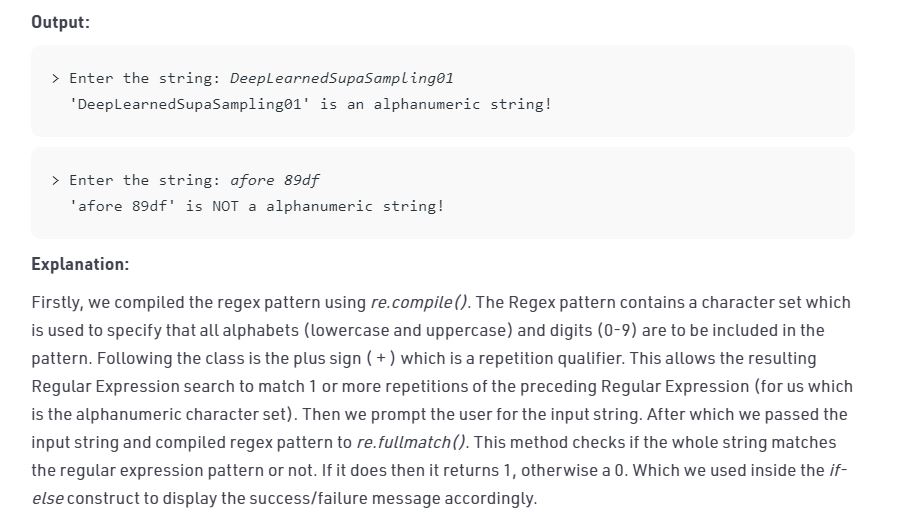 Output:
> Enter the string: DeepLearnedSupaSampling01
'DeepLearnedSupaSampling01' is an alphanumeric string!
> Enter the string: afore 89df
'afore 89df' is NOT a alphanumeric string!
Explanation:
Firstly, we compiled the regex pattern using re.compile(). The Regex pattern contains a character set which
is used to specify that all alphabets (lowercase and uppercase) and digits (0-9) are to be included in the
pattern. Following the class is the plus sign ( + ) which is a repetition qualifier. This allows the resulting
Regular Expression search to match 1 or more repetitions of the preceding Regular Expression (for us which
is the alphanumeric character set). Then we prompt the user for the input string. After which we passed the
input string and compiled regex pattern to re.fullmatch(). This method checks if the whole string matches
the regular expression pattern or not. If it does then it returns 1, otherwise a 0. Which we used inside the if-
else construct to display the success/failure message accordingly.